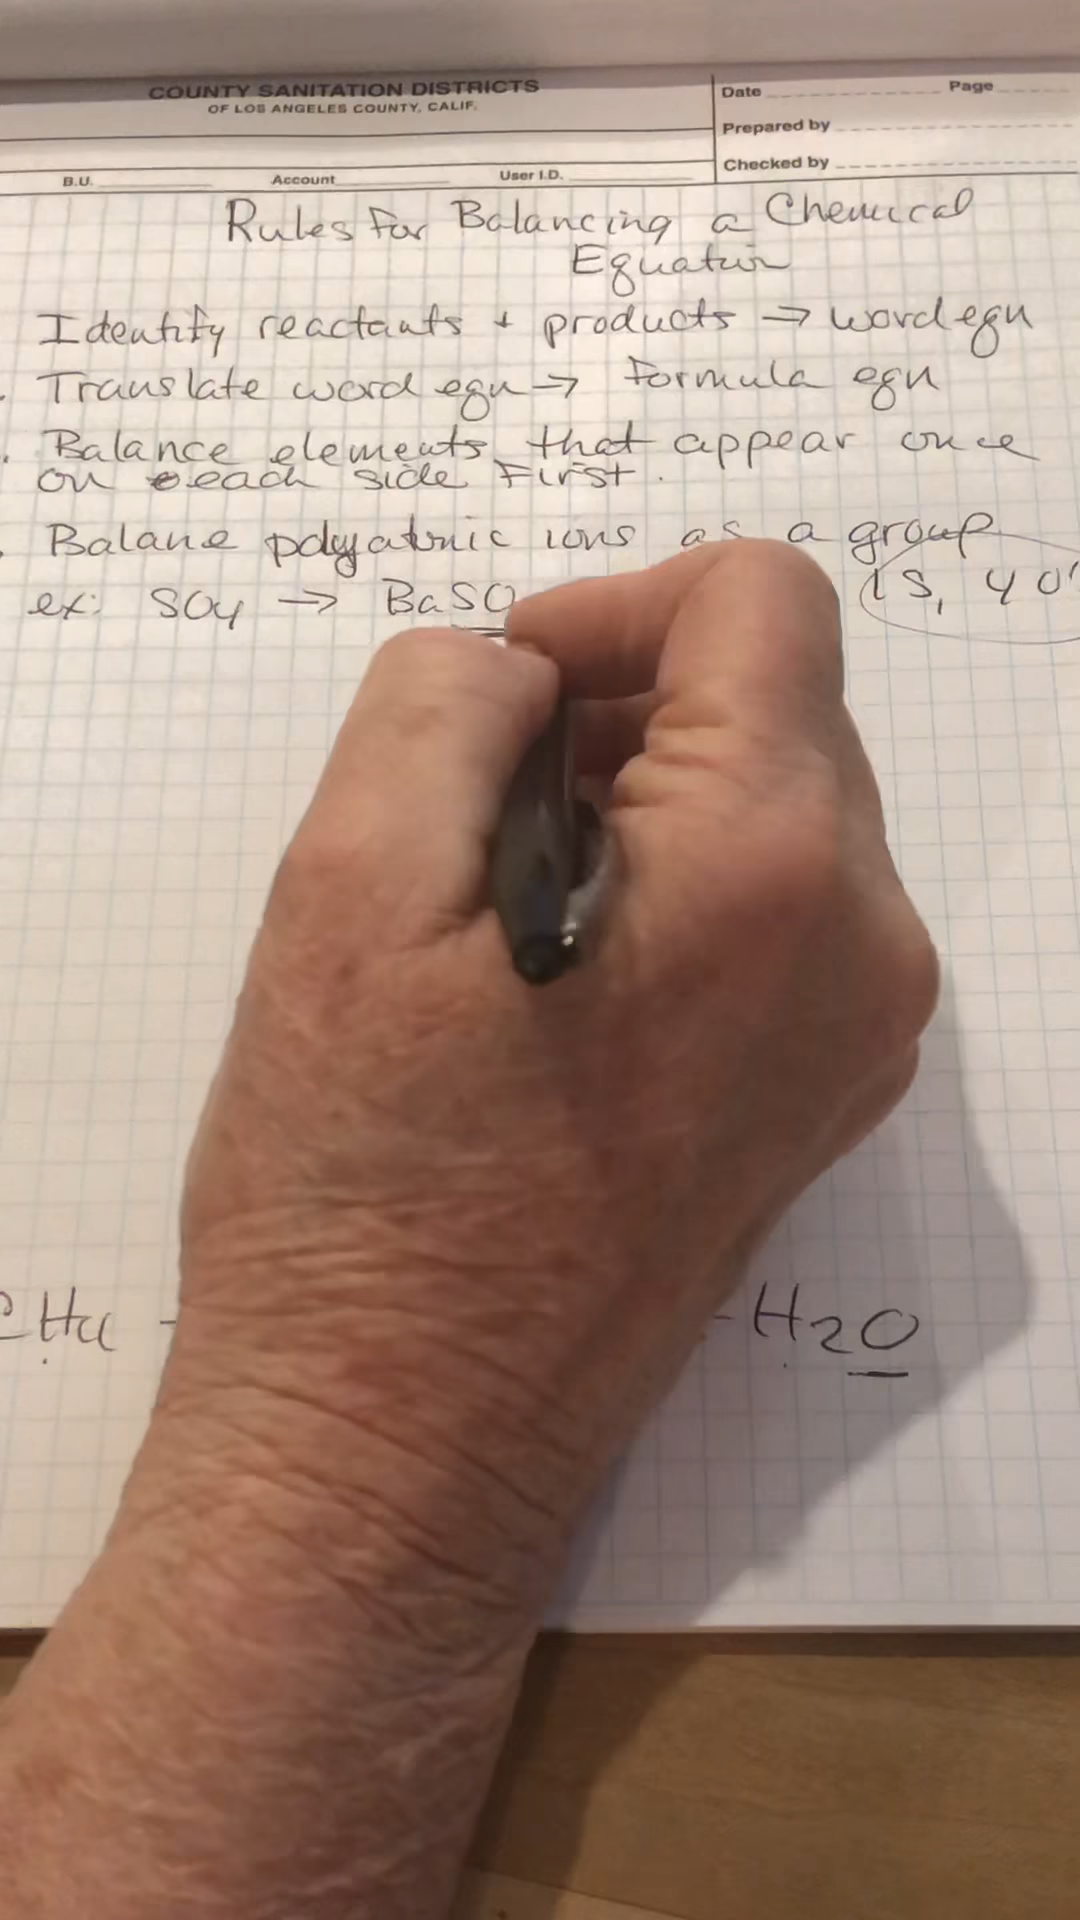 COUNTY SANITATION DISTRICTS
OF LOS ANGELES COUNTY, CALIF.
Date Page
Prepared by
Checked by
B.U. Account User I.D.
Rules for Balancing a Chemical
Equation
Identify reactants + products → word eqn
Translate word eqn → Formula eqn
Balance elements that appear once
on each side First.
Balane polyatomic ions as a group
ex: SO4 → BaSO (1 S, 4 O'
H2O